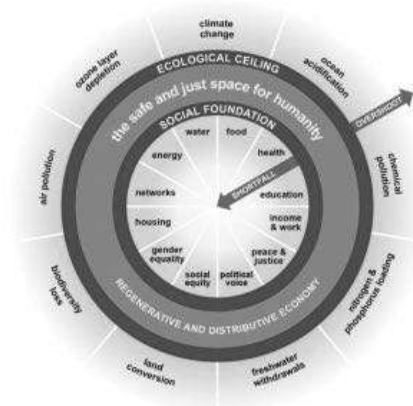 climate
change
ocean
acidification
chemical
pollution
nitrogen &
phosphorus loading
freshwater
withdrawals
land
conversion
biodiversity
loss
air pollution
ozone layer
depletion
ECOLOGICAL CEILING
the safe and just space for humanity
SOCIAL FOUNDATION
OVERSHOOT
SHORTFALL
water
food
health
education
income
& work
peace &
justice
political
voice
social
equity
gender
equality
housing
networks
energy
REGENERATIVE AND DISTRIBUTIVE ECONOMY